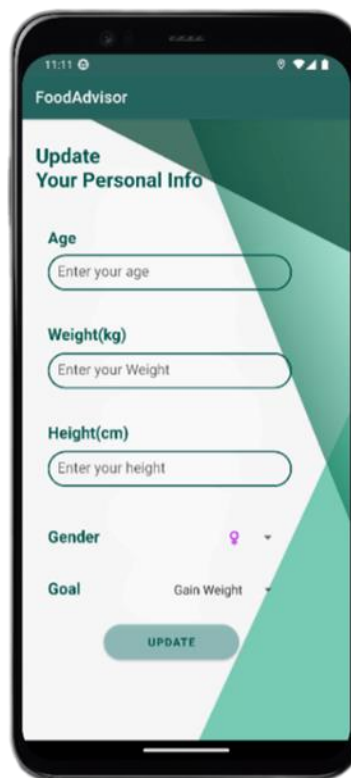 11:11
FoodAdvisor
Update
Your Personal Info
Age
Enter your age
Weight(kg)
Enter your Weight
Height(cm)
Enter your height
Gender
Goal Gain Weight
UPDATE